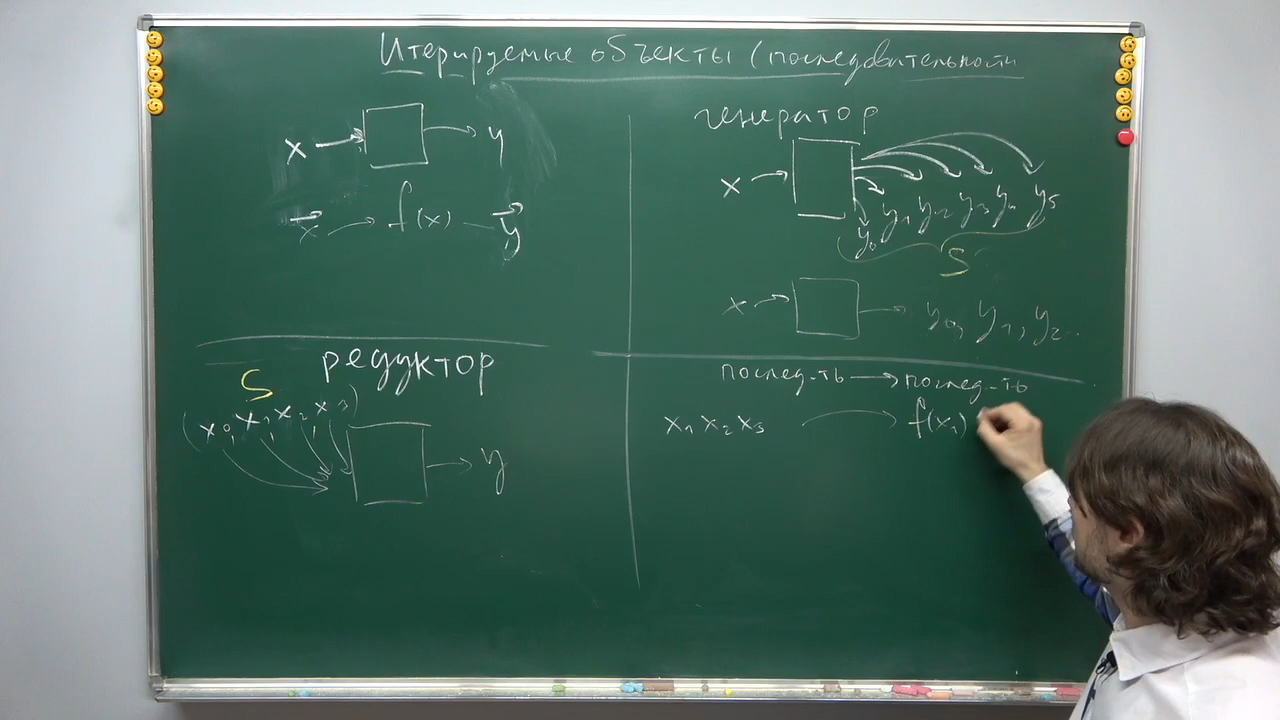 Итерируемые объекты (последовательности
x y
x⃗ f(x) y⃗
генератор
x
y₀ y₁ y₂ y₃ y₄ y₅
S
x y₀, y₁, y₂..
редуктор
S
(x₀, x₁, x₂, x₃)
y
послед-ть → послед-ть
x₁ x₂ x₃ f(x₁)